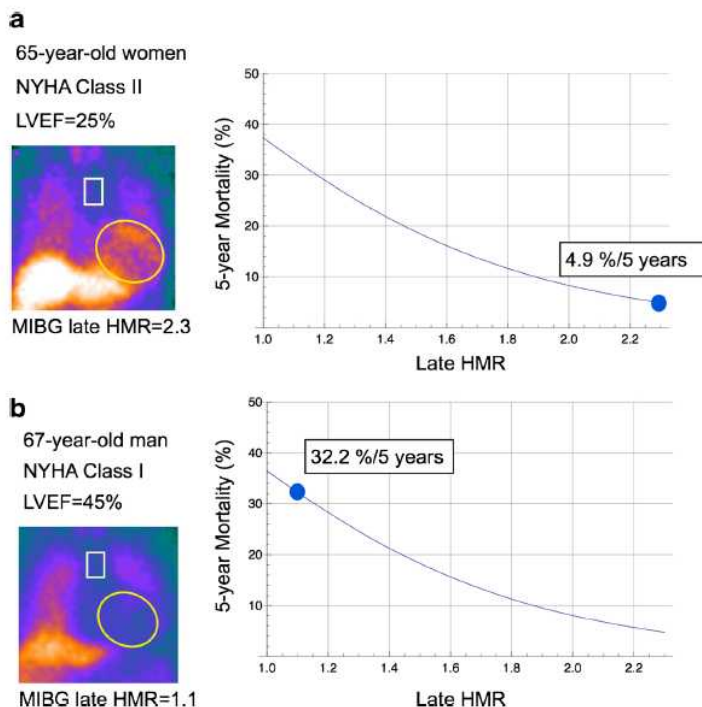 a
65-year-old women
NYHA Class II
LVEF=25%
MIBG late HMR=2.3
5-year Mortality (%)
50
40
30
20
10
4.9 %/5 years
1.0 1.2 1.4 1.6 1.8 2.0 2.2
Late HMR
b
67-year-old man
NYHA Class I
LVEF=45%
MIBG late HMR=1.1
5-year Mortality (%)
50
40
30
20
10
32.2 %/5 years
1.0 1.2 1.4 1.6 1.8 2.0 2.2
Late HMR